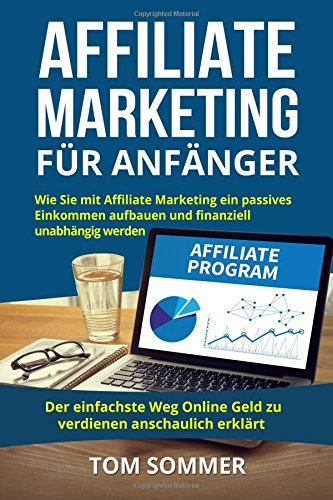 AFFILIATE
MARKETING
FÜR ANFÄNGER
Wie Sie mit Affiliate Marketing ein passives
Einkommen aufbauen und finanziell
unabhängig werden
AFFILIATE
PROGRAM
Der einfachste Weg Online Geld zu
verdienen anschaulich erklärt
TOM SOMMER